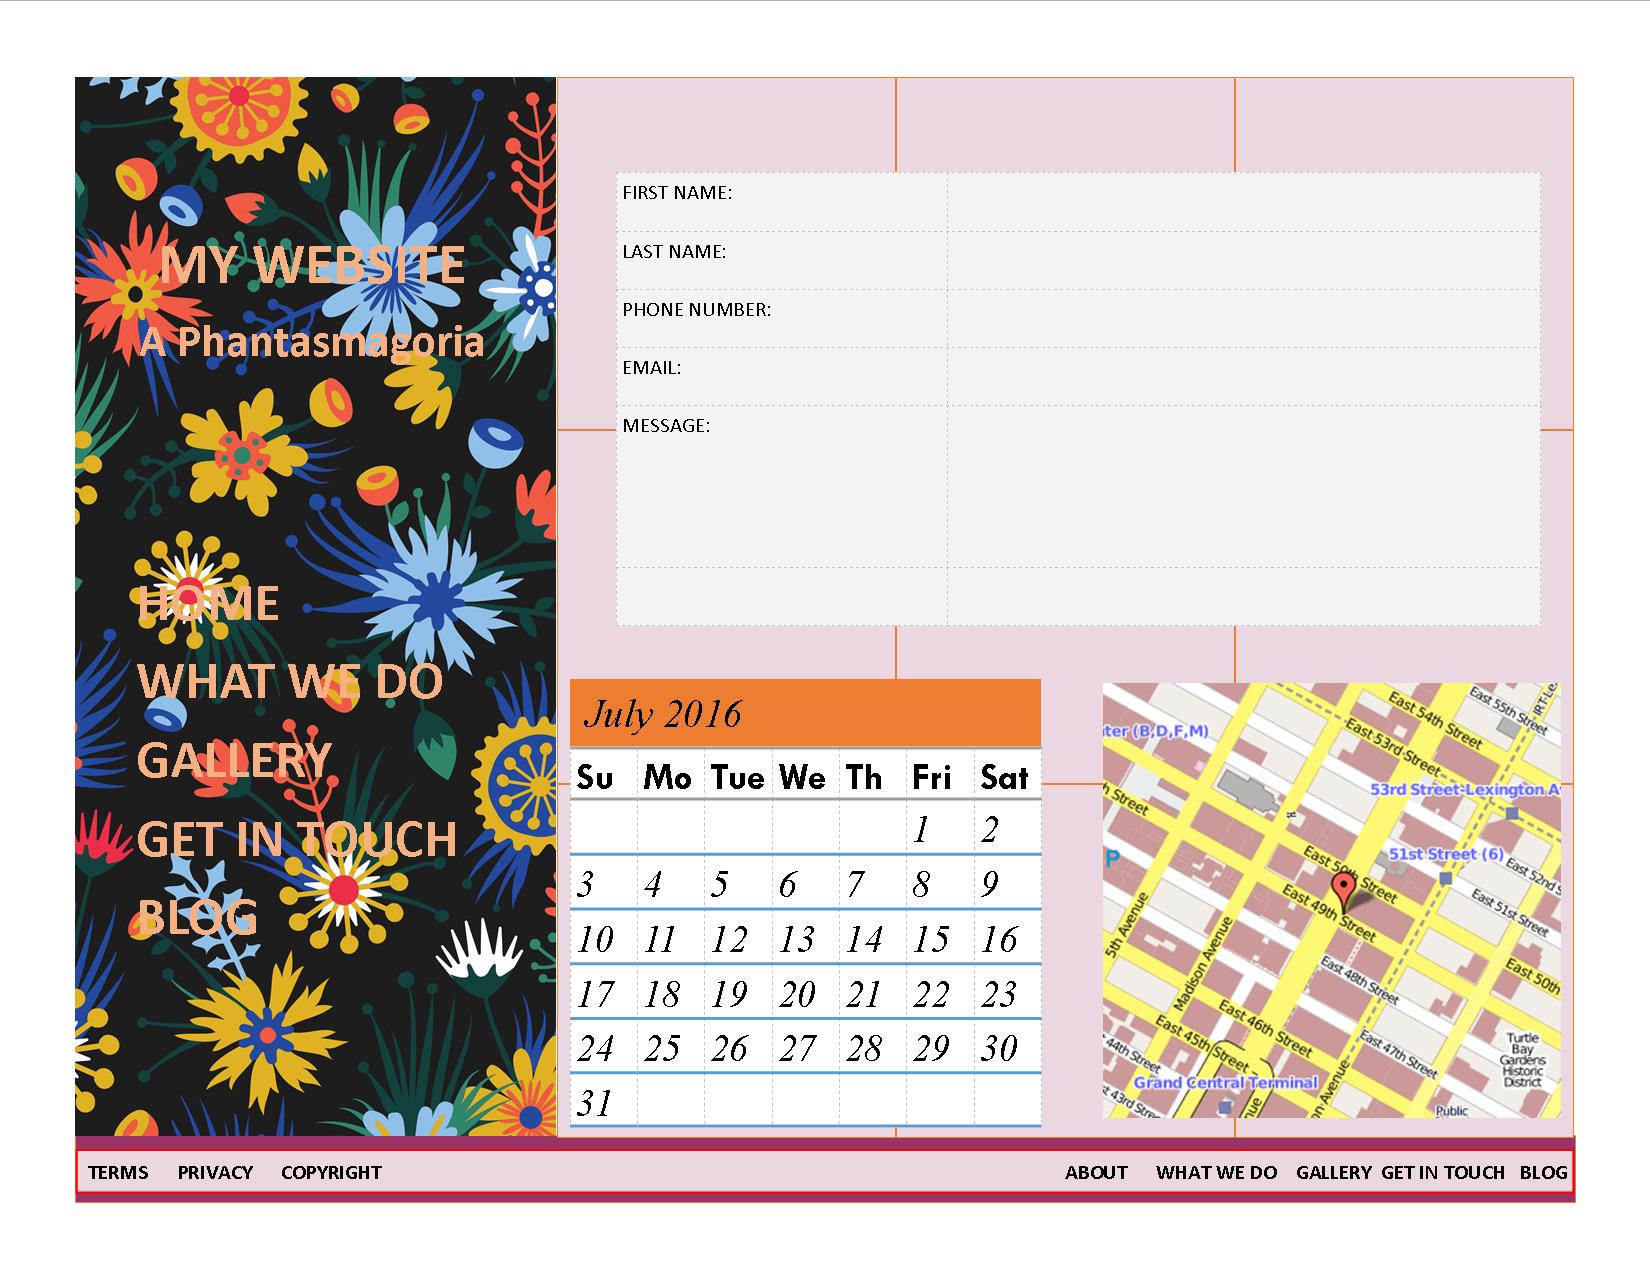 MY WEBSITE
A Phantasmagoria
HOME
WHAT WE DO
GALLERY
GET IN TOUCH
BLOG
FIRST NAME:
LAST NAME:
PHONE NUMBER:
EMAIL:
MESSAGE:
July 2016
Su Mo Tue We Th Fri Sat
1 2
3 4 5 6 7 8 9
10 11 12 13 14 15 16
17 18 19 20 21 22 23
24 25 26 27 28 29 30
31
East 54th Street
East 55th Street
IRT-Le
ter (B,D,F,M)
East 53rd Street
53rd Street-Lexington A
h Street
51st Street (6)
P
East 50th Street
East 52nd S
East 49th Street
East 51st Street
5th Avenue
Madison Avenue
East 48th Street
East 50th
East 46th Street
East 45th Street
East 47th Street
44th Street
Turtle
Bay
Gardens
Historic
District
Grand Central Terminal
43rd Street
nue
on Avenue
Public
TERMS PRIVACY COPYRIGHT
ABOUT WHAT WE DO GALLERY GET IN TOUCH BLOG